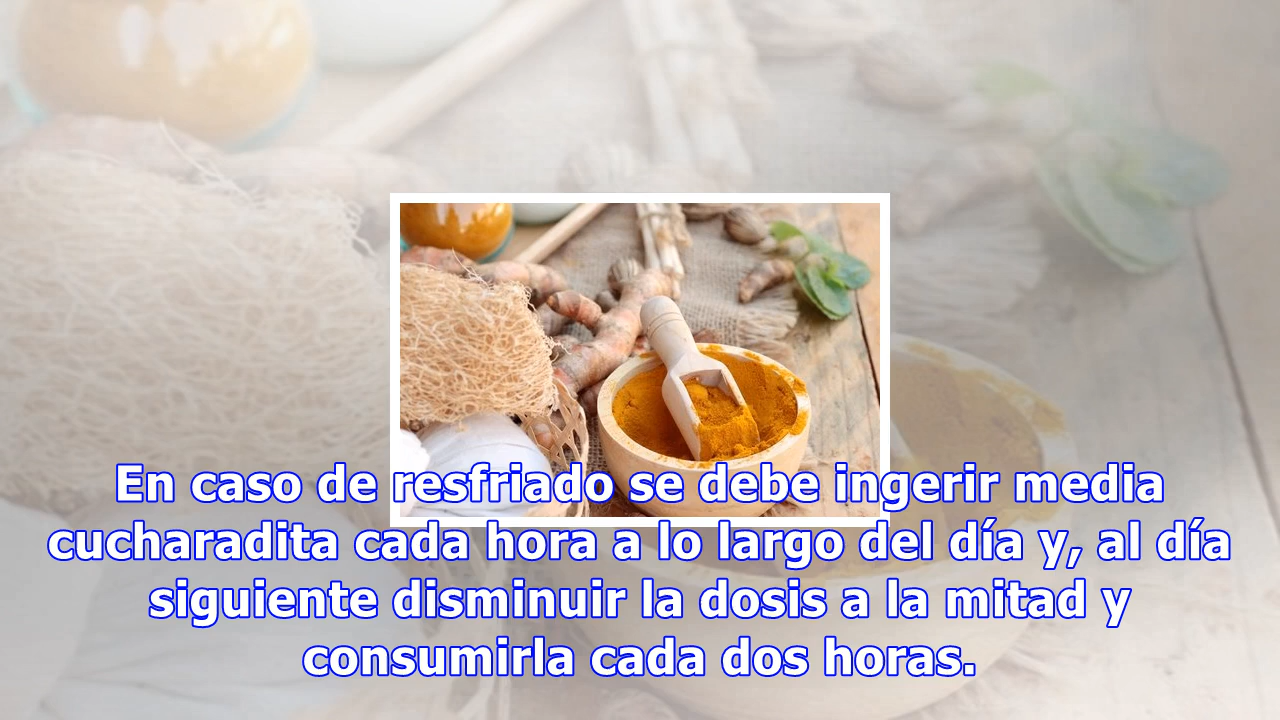 En caso de resfriado se debe ingerir media
cucharadita cada hora a lo largo del día y, al día
siguiente disminuir la dosis a la mitad y
consumirla cada dos horas.